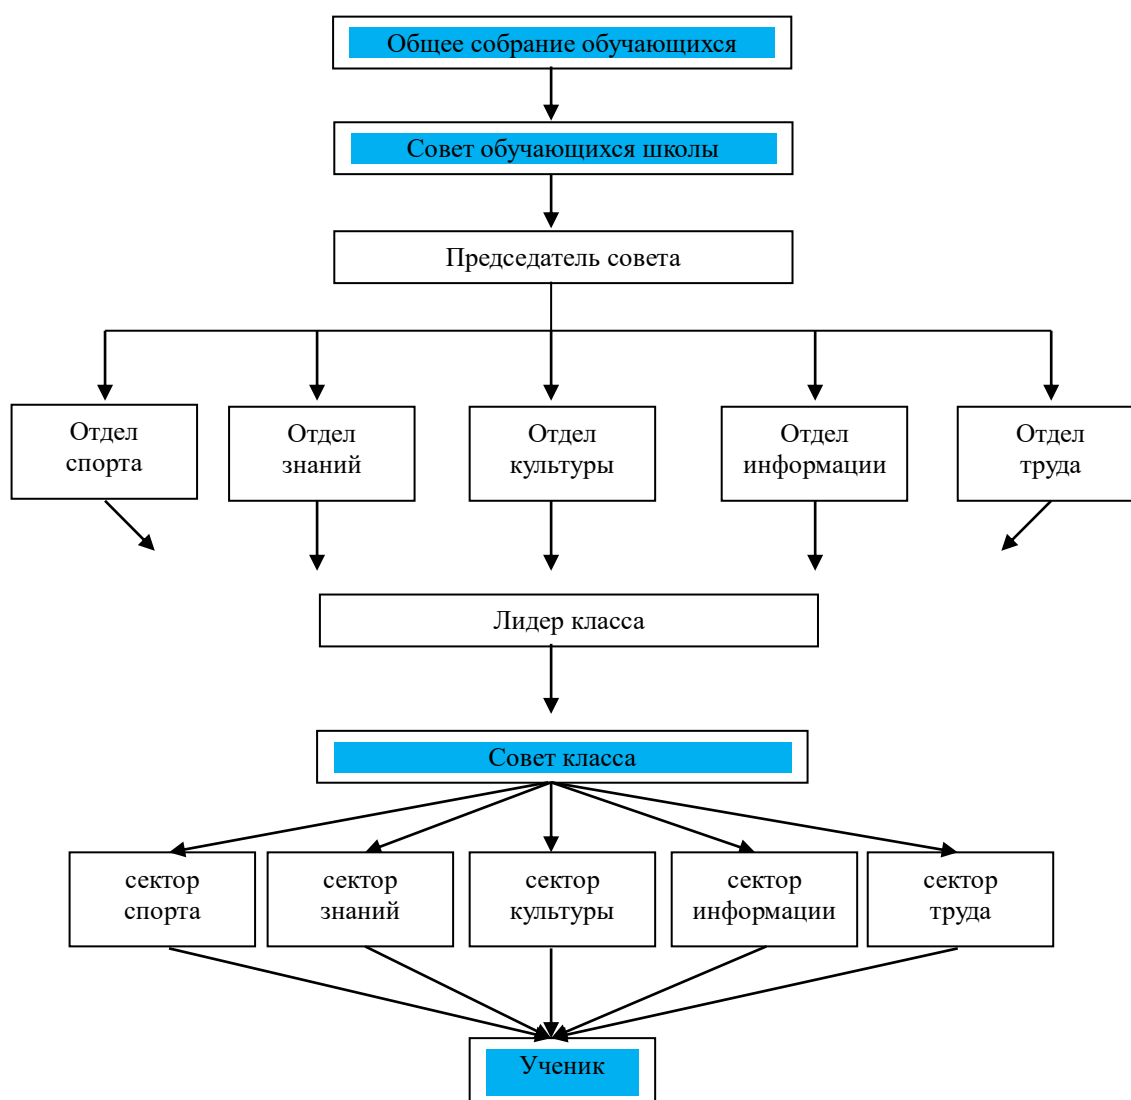 Общее собрание обучающихся
Совет обучающихся школы
Председатель совета
Отдел
спорта
Отдел
знаний
Отдел
культуры
Отдел
информации
Отдел
труда
Лидер класса
Совет класса
сектор
спорта
сектор
знаний
сектор
культуры
сектор
информации
сектор
труда
Ученик